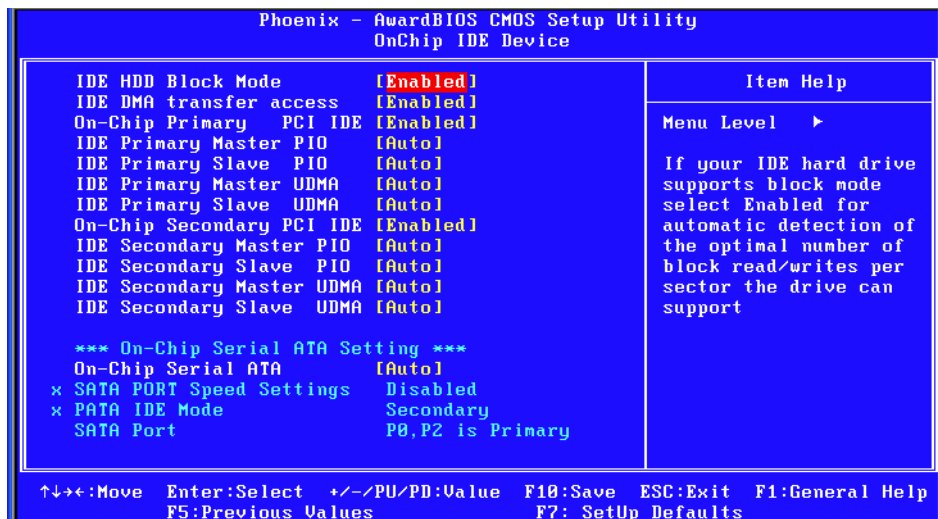 Phoenix - AwardBIOS CMOS Setup Utility
OnChip IDE Device
IDE HDD Block Mode [Enabled]
IDE DMA transfer access [Enabled]
On-Chip Primary PCI IDE [Enabled]
IDE Primary Master PIO [Auto]
IDE Primary Slave PIO [Auto]
IDE Primary Master UDMA [Auto]
IDE Primary Slave UDMA [Auto]
On-Chip Secondary PCI IDE [Enabled]
IDE Secondary Master PIO [Auto]
IDE Secondary Slave PIO [Auto]
IDE Secondary Master UDMA [Auto]
IDE Secondary Slave UDMA [Auto]
*** On-Chip Serial ATA Setting ***
On-Chip Serial ATA [Auto]
x SATA PORT Speed Settings Disabled
x PATA IDE Mode Secondary
SATA Port P0,P2 is Primary
Item Help
Menu Level ►
If your IDE hard drive
supports block mode
select Enabled for
automatic detection of
the optimal number of
block read/writes per
sector the drive can
support
↑↓→←:Move Enter:Select +/-/PU/PD:Value F10:Save ESC:Exit F1:General Help
F5:Previous Values F7: SetUp Defaults